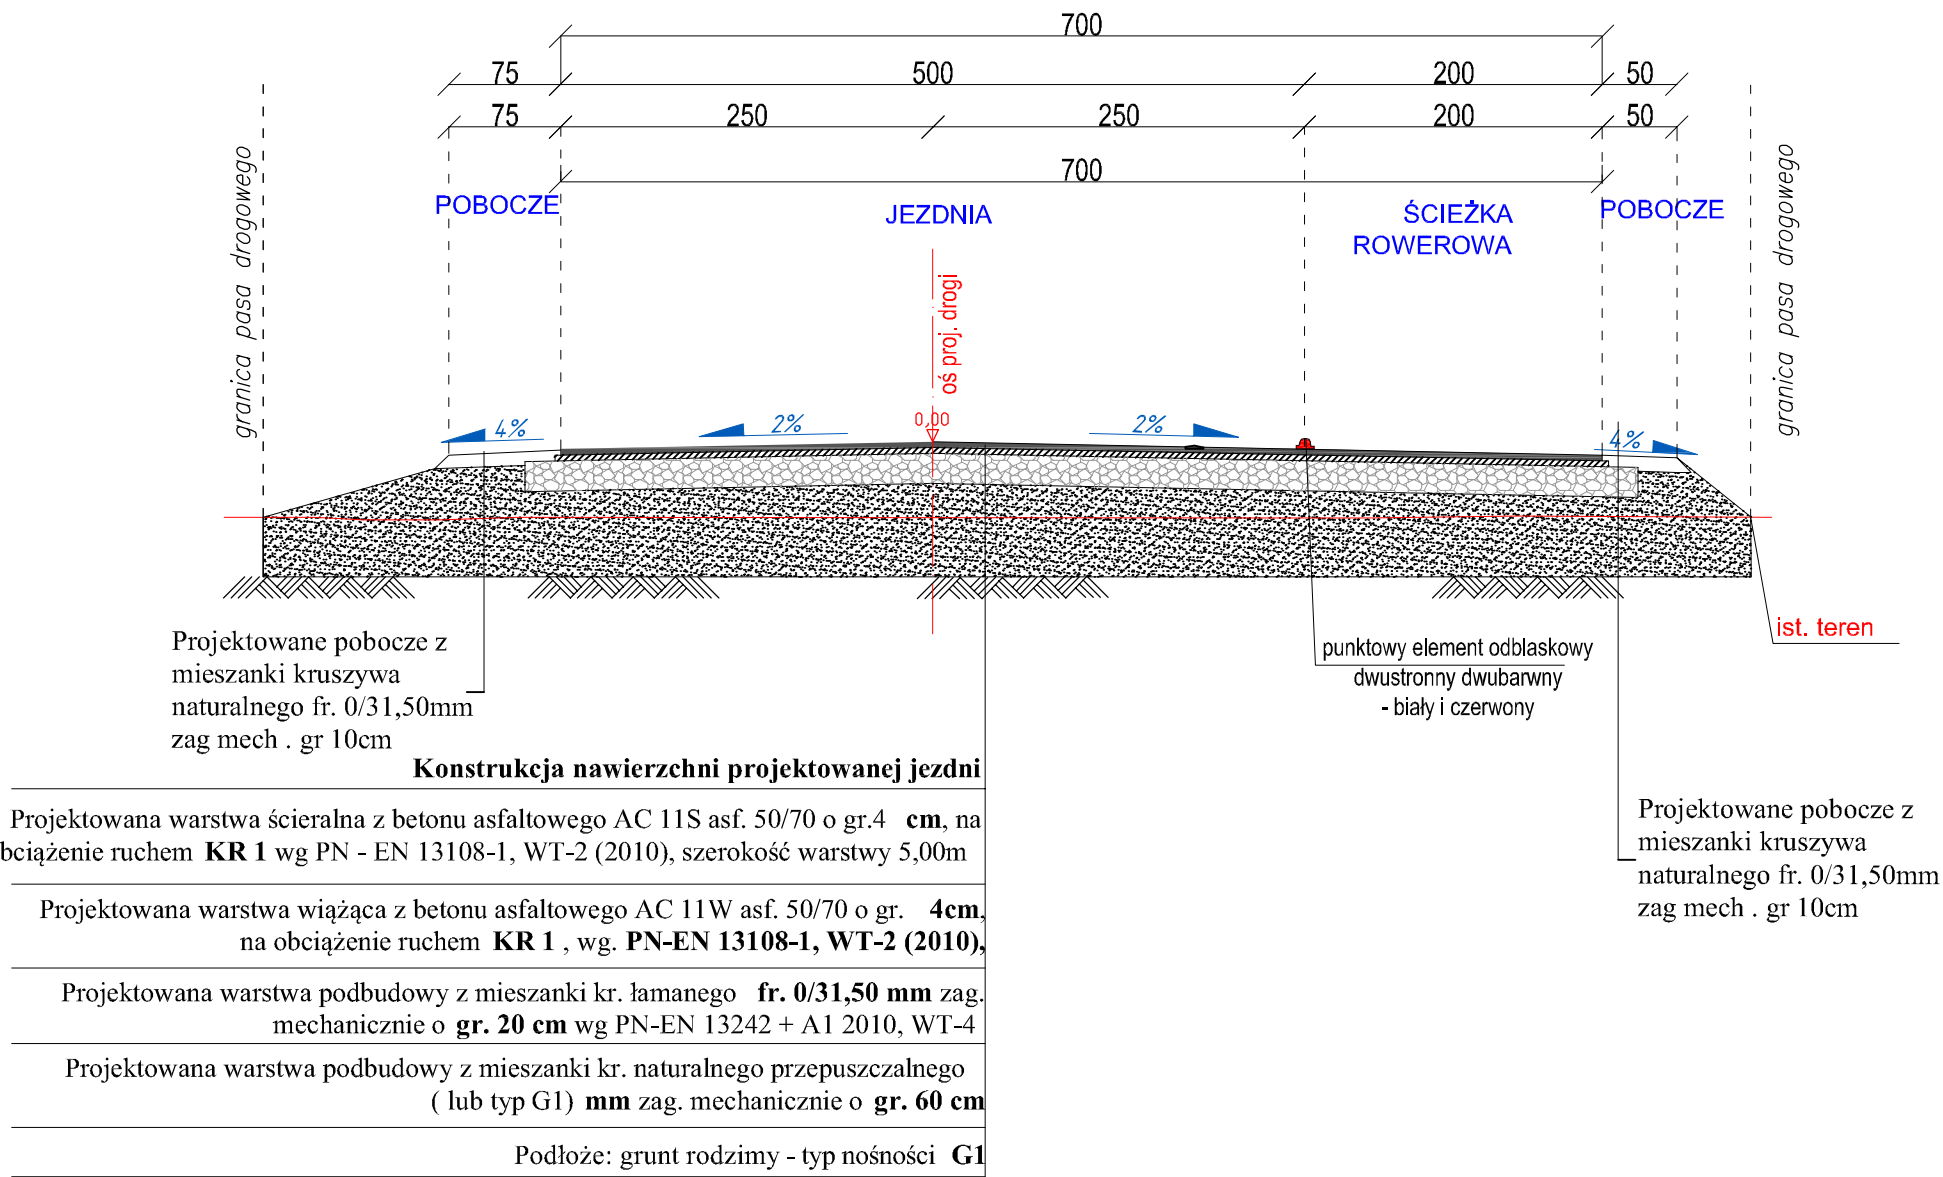 700
75 500 200 50
75 250 250 200 50
700
granica pasa drogowego
POBOCZE
JEZDNIA
ŚCIEŻKA
ROWEROWA
POBOCZE
granica pasa drogowego
oś proj. drogi
4%
2%
0,00
2%
4%
ist. teren
Projektowane pobocze z
mieszanki kruszywa
naturalnego fr. 0/31,50mm
zag mech . gr 10cm
punktowy element odblaskowy
dwustronny dwubarwny
- biały i czerwony
Konstrukcja nawierzchni projektowanej jezdni
Projektowana warstwa ścieralna z betonu asfaltowego AC 11S asf. 50/70 o gr.4 cm, na
bciążenie ruchem KR 1 wg PN - EN 13108-1, WT-2 (2010), szerokość warstwy 5,00m
Projektowana warstwa wiążąca z betonu asfaltowego AC 11W asf. 50/70 o gr. 4cm,
na obciążenie ruchem KR 1 , wg. PN-EN 13108-1, WT-2 (2010),
Projektowana warstwa podbudowy z mieszanki kr. łamanego fr. 0/31,50 mm zag.
mechanicznie o gr. 20 cm wg PN-EN 13242 + A1 2010, WT-4
Projektowana warstwa podbudowy z mieszanki kr. naturalnego przepuszczalnego
( lub typ G1) mm zag. mechanicznie o gr. 60 cm
Podłoże: grunt rodzimy - typ nośności G1
Projektowane pobocze z
mieszanki kruszywa
naturalnego fr. 0/31,50mm
zag mech . gr 10cm